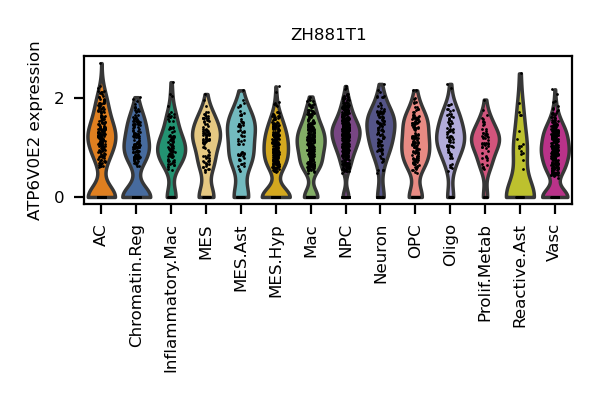 ZH881T1
ATP6V0E2 expression
2
0
AC
Chromatin.Reg
Inflammatory.Mac
MES
MES.Ast
MES.Hyp
Mac
NPC
Neuron
OPC
Oligo
Prolif.Metab
Reactive.Ast
Vasc